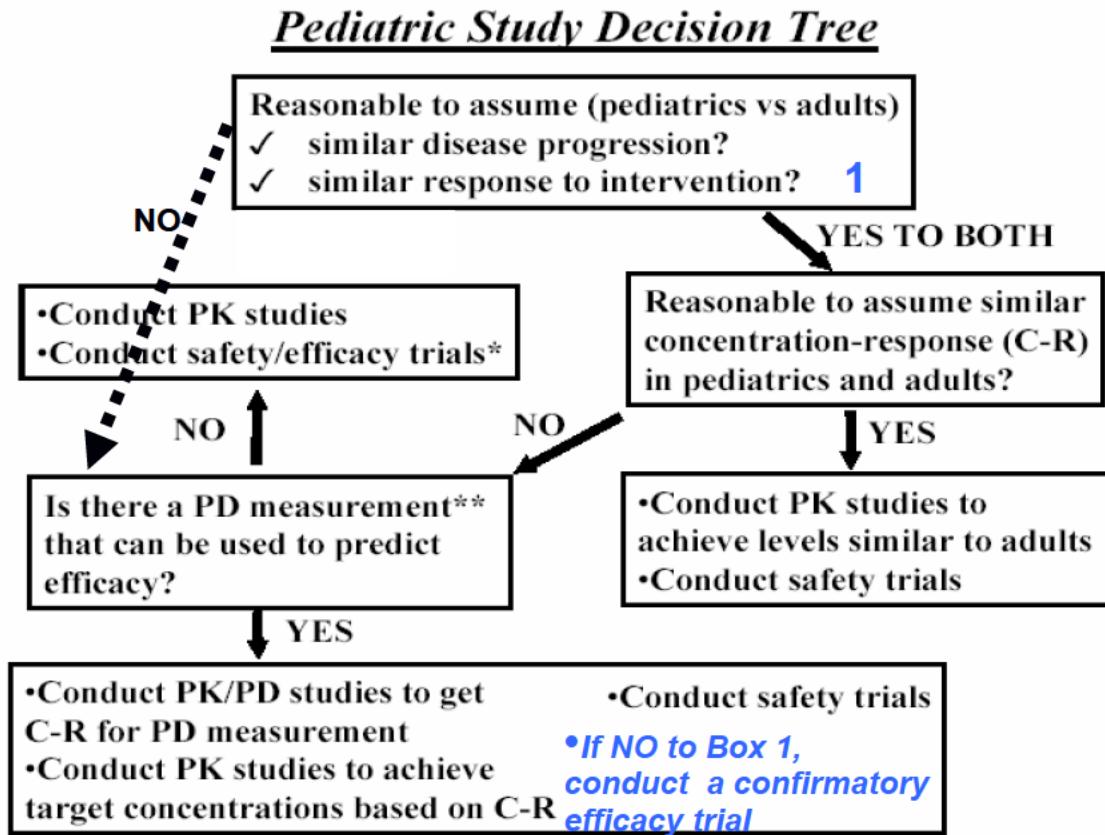 Pediatric Study Decision Tree
Reasonable to assume (pediatrics vs adults)
✓ similar disease progression?
✓ similar response to intervention? 1
NO
YES TO BOTH
•Conduct PK studies
•Conduct safety/efficacy trials*
Reasonable to assume similar
concentration-response (C-R)
in pediatrics and adults?
NO
NO
YES
Is there a PD measurement**
that can be used to predict
efficacy?
•Conduct PK studies to
achieve levels similar to adults
•Conduct safety trials
YES
•Conduct PK/PD studies to get
C-R for PD measurement
•Conduct PK studies to achieve
target concentrations based on C-R
•Conduct safety trials
•If NO to Box 1,
conduct a confirmatory
efficacy trial